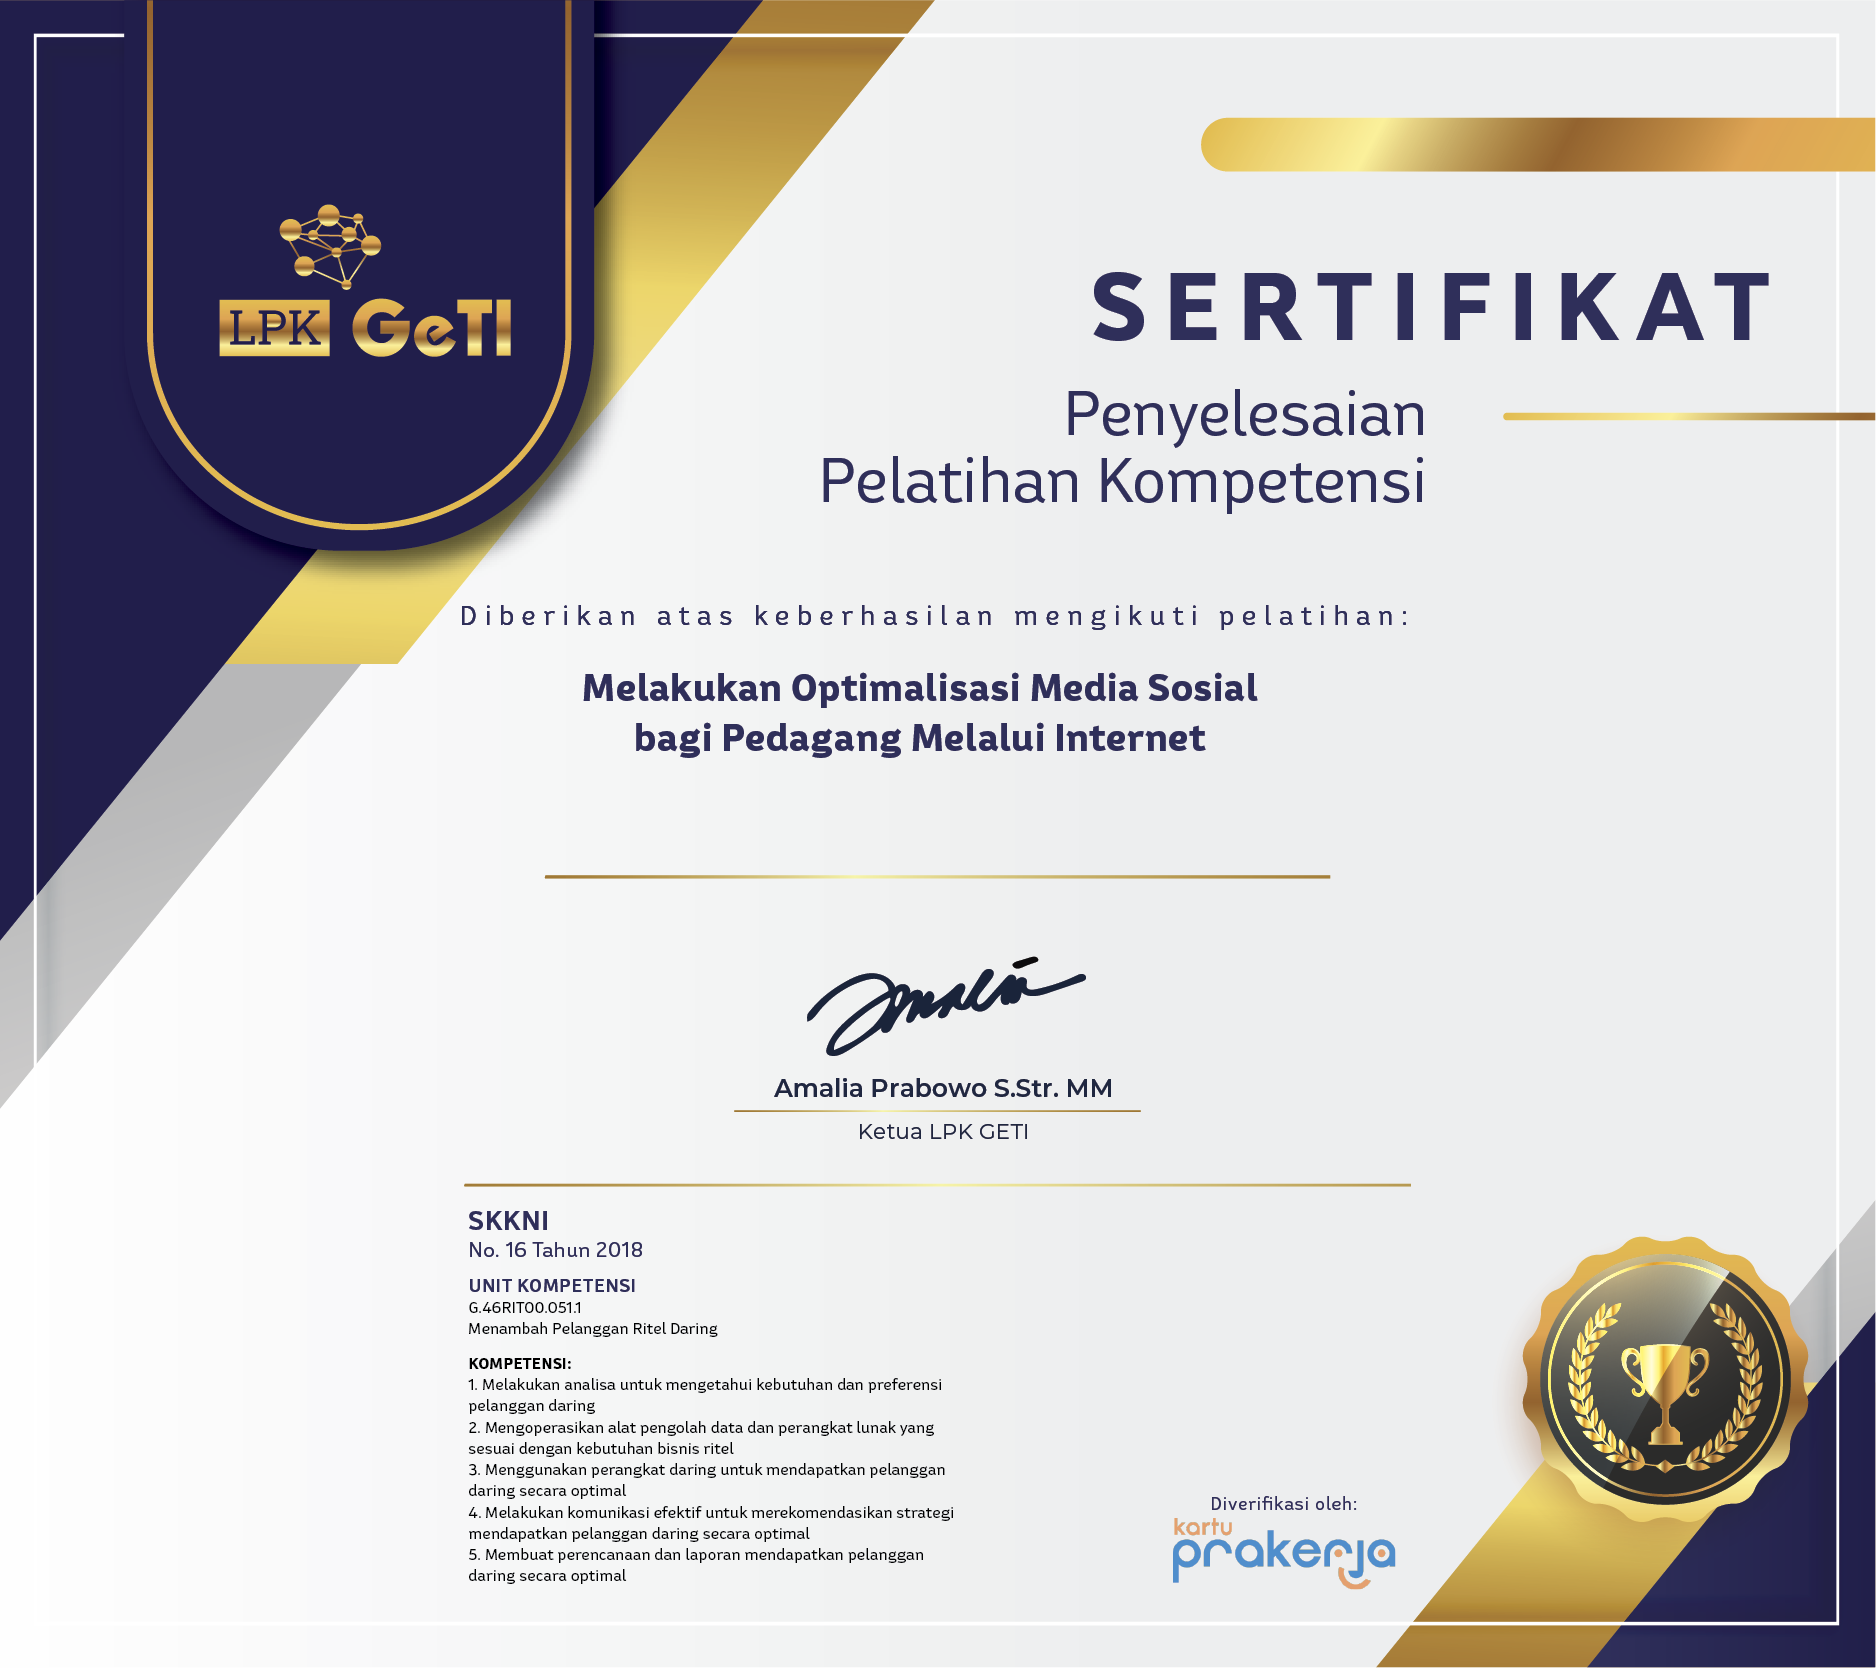 LPK GeTI
SERTIFIKAT
Penyelesaian
Pelatihan Kompetensi
Diberikan atas keberhasilan mengikuti pelatihan:
Melakukan Optimalisasi Media Sosial
bagi Pedagang Melalui Internet
Amalia
Amalia Prabowo S.Str. MM
Ketua LPK GETI
SKKNI
No. 16 Tahun 2018
UNIT KOMPETENSI
G.46RIT00.051.1
Menambah Pelanggan Ritel Daring
KOMPETENSI:
1. Melakukan analisa untuk mengetahui kebutuhan dan preferensi
pelanggan daring
2. Mengoperasikan alat pengolah data dan perangkat lunak yang
sesuai dengan kebutuhan bisnis ritel
3. Menggunakan perangkat daring untuk mendapatkan pelanggan
daring secara optimal
4. Melakukan komunikasi efektif untuk merekomendasikan strategi
mendapatkan pelanggan daring secara optimal
5. Membuat perencanaan dan laporan mendapatkan pelanggan
daring secara optimal
Diverifikasi oleh:
kartu
prakerja